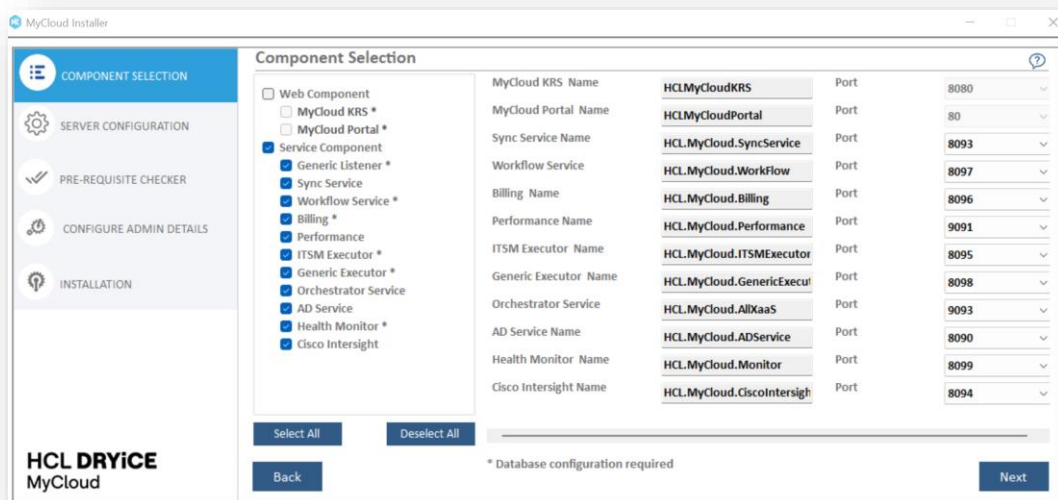 MyCloud Installer
COMPONENT SELECTION
SERVER CONFIGURATION
PRE-REQUISITE CHECKER
CONFIGURE ADMIN DETAILS
INSTALLATION
HCL DRYiCE
MyCloud
Component Selection
?
Web Component
MyCloud KRS *
MyCloud Portal *
Service Component
Generic Listener *
Sync Service
Workflow Service *
Billing *
Performance
ITSM Executor *
Generic Executor *
Orchestrator Service
AD Service
Health Monitor *
Cisco Intersight
Select All Deselect All
Back
MyCloud KRS Name HCLMyCloudKRS Port 8080
MyCloud Portal Name HCLMyCloudPortal Port 80
Sync Service Name HCL.MyCloud.SyncService Port 8093
Workflow Service HCL.MyCloud.WorkFlow Port 8097
Billing Name HCL.MyCloud.Billing Port 8096
Performance Name HCL.MyCloud.Performance Port 9091
ITSM Executor Name HCL.MyCloud.ITSMExecutor Port 8095
Generic Executor Name HCL.MyCloud.GenericExecut Port 8098
Orchestrator Service HCL.MyCloud.AllXaaS Port 9093
AD Service Name HCL.MyCloud.ADService Port 8090
Health Monitor Name HCL.MyCloud.Monitor Port 8099
Cisco Intersight Name HCL.MyCloud.CiscoIntersigh Port 8094
* Database configuration required
Next